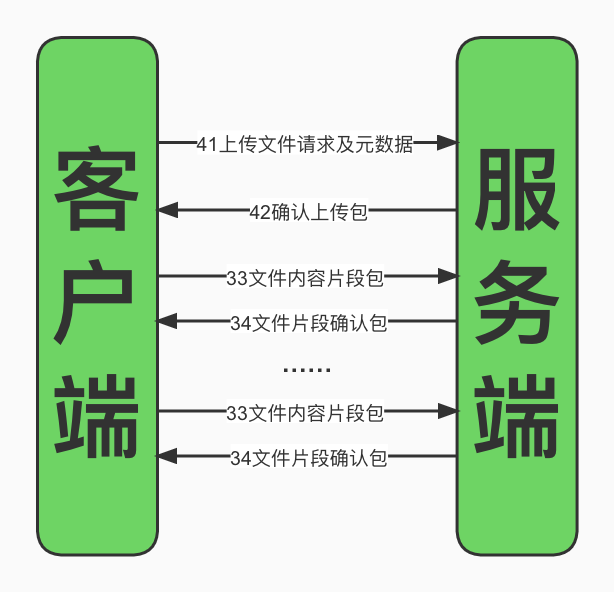 客户端
服务端
41上传文件请求及元数据
42确认上传包
33文件内容片段包
34文件片段确认包
......
33文件内容片段包
34文件片段确认包